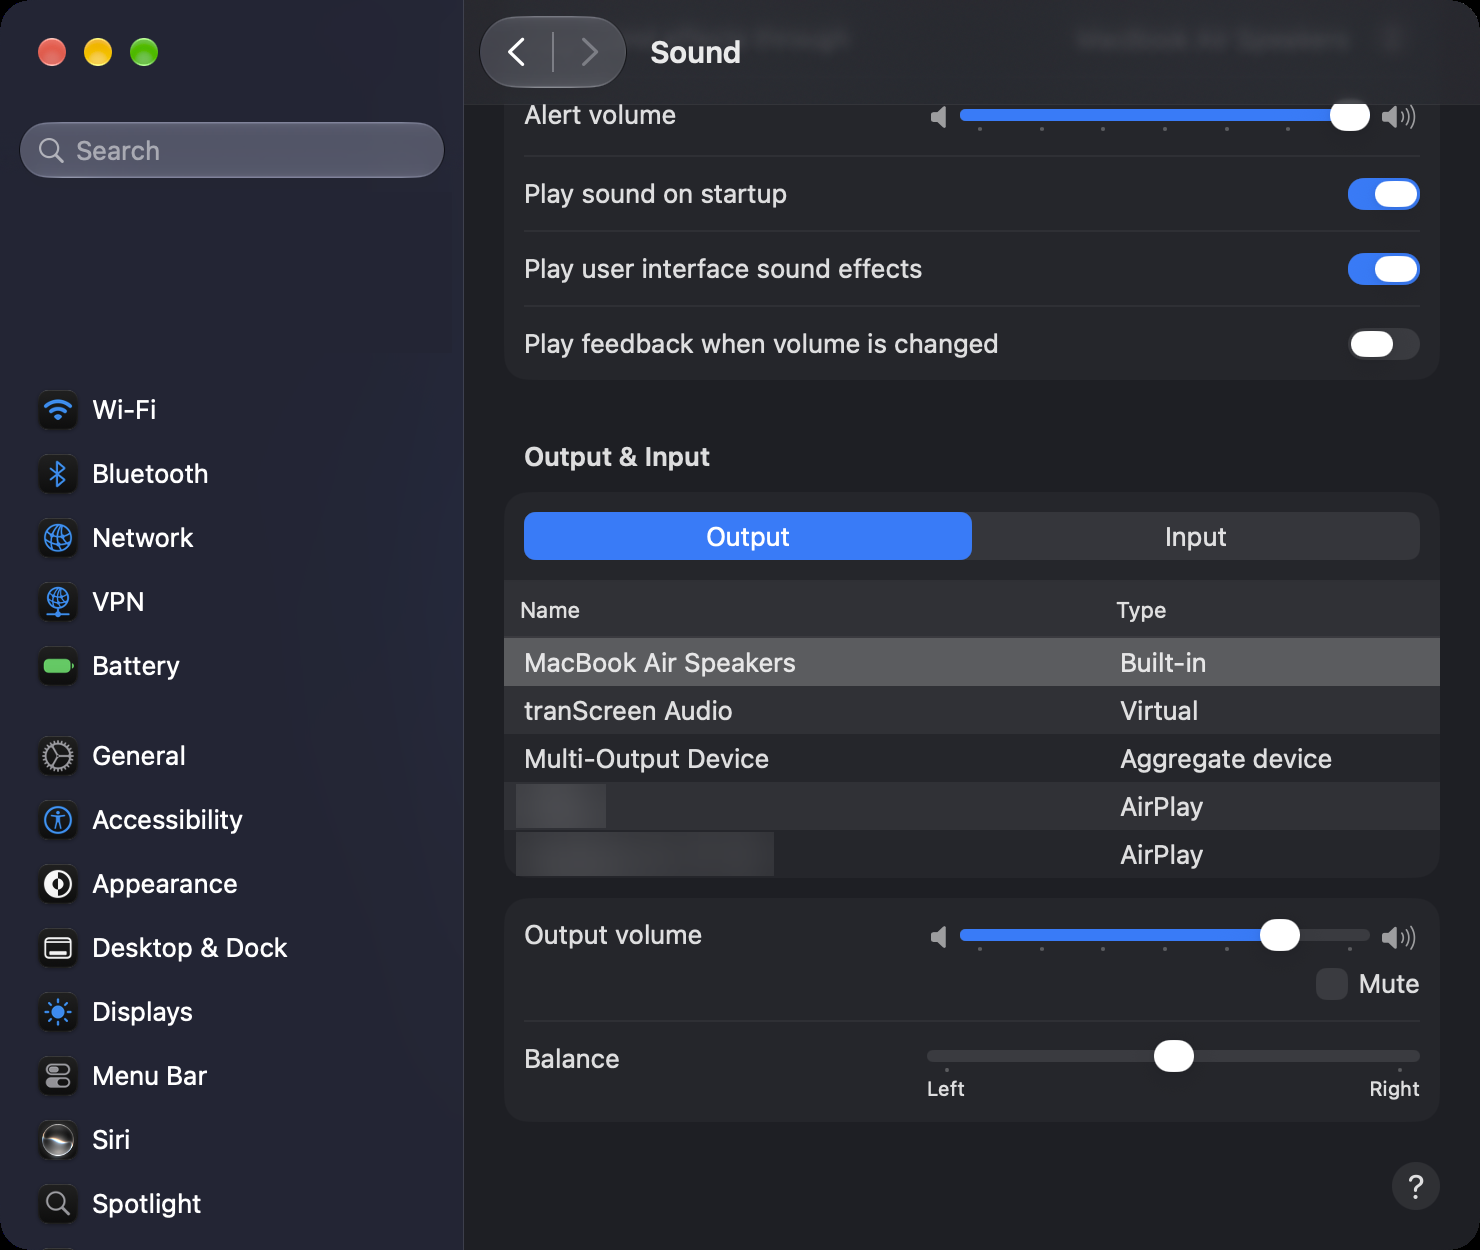 Sound
Search
Wi-Fi
Bluetooth
Network
VPN
Battery
General
Accessibility
Appearance
Desktop & Dock
Displays
Menu Bar
Siri
Spotlight
Alert volume
Play sound on startup
Play user interface sound effects
Play feedback when volume is changed
Output & Input
Output Input
Name Type
MacBook Air Speakers Built-in
tranScreen Audio Virtual
Multi-Output Device Aggregate device
AirPlay
AirPlay
Output volume
Mute
Balance
Left Right
?